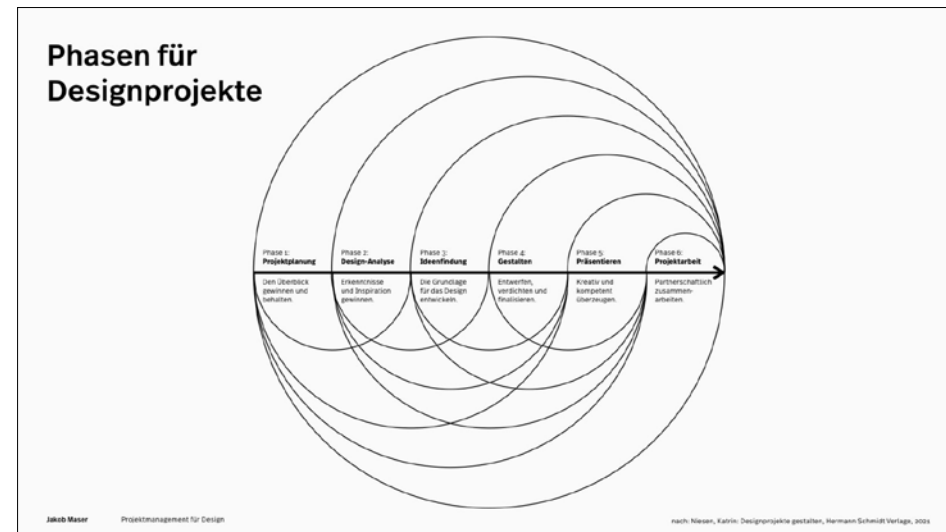 Phasen für
Designprojekte
Phase 1:
Projektplanung
Den Überblick
gewinnen und
behalten.
Phase 2:
Design-Analyse
Erkenntnisse
und Inspiration
gewinnen.
Phase 3:
Ideenfindung
Die Grundlage
für das Design
entwickeln.
Phase 4:
Gestalten
Entwerfen,
verdichten und
finalisieren.
Phase 5:
Präsentieren
Kreativ und
kompetent
überzeugen.
Phase 6:
Projektarbeit
Partnerschaftlich
zusammen-
arbeiten.
Jakob Maser
Projektmanagement für Design
nach: Niesen, Katrin: Designprojekte gestalten, Hermann Schmidt Verlage, 2021